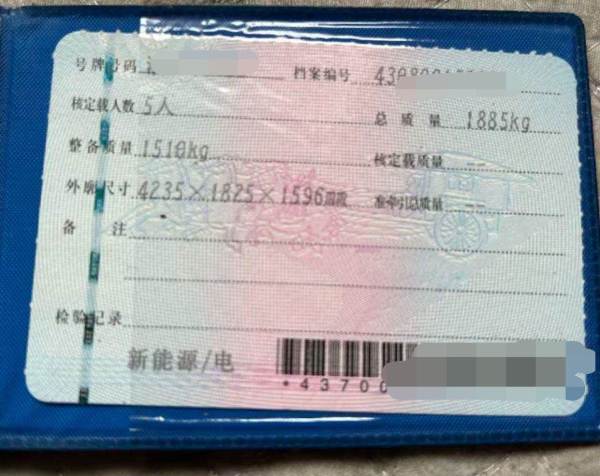 号牌号码 档案编号 430800
核定载人数 5人 总质量 1885kg
整备质量 1510kg 核定载质量
外廓尺寸 4235×1825×1596mm 准牵引总质量
备注
检验记录
新能源/电
*43700